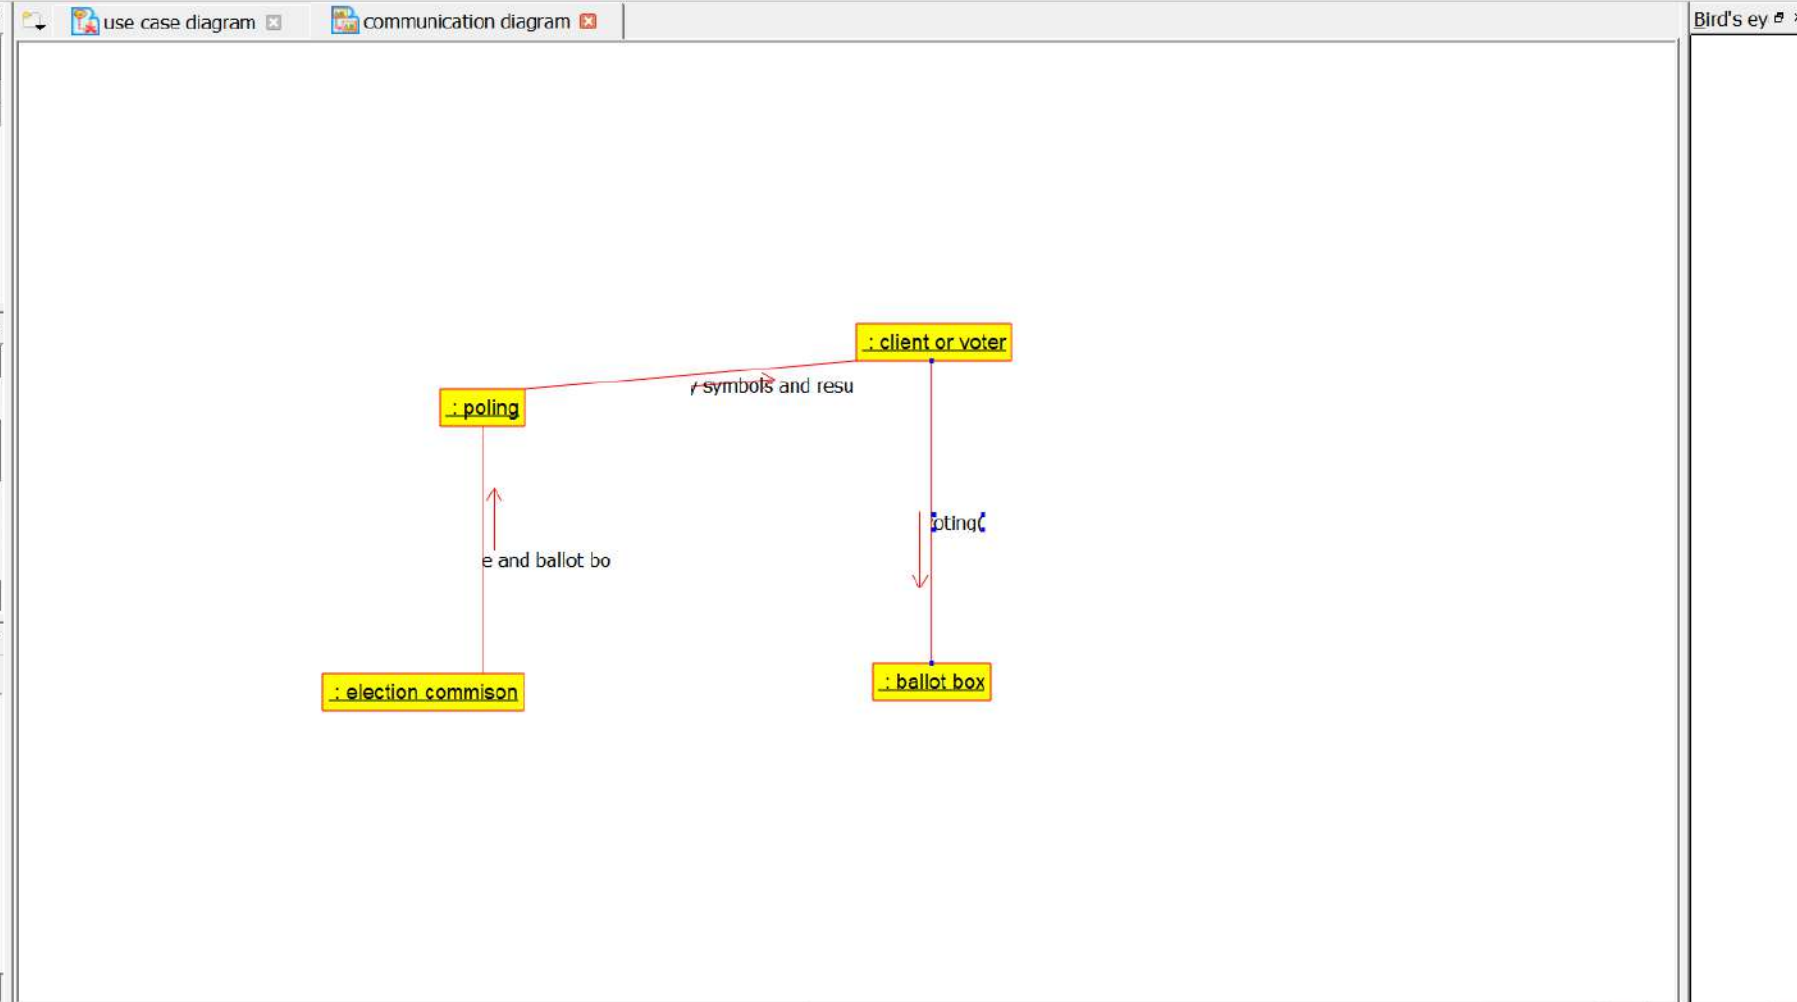 use case diagram
communication diagram
Bird's ey
: client or voter
y symbols and resu
: poling
oting(
e and ballot bo
: ballot box
: election commison